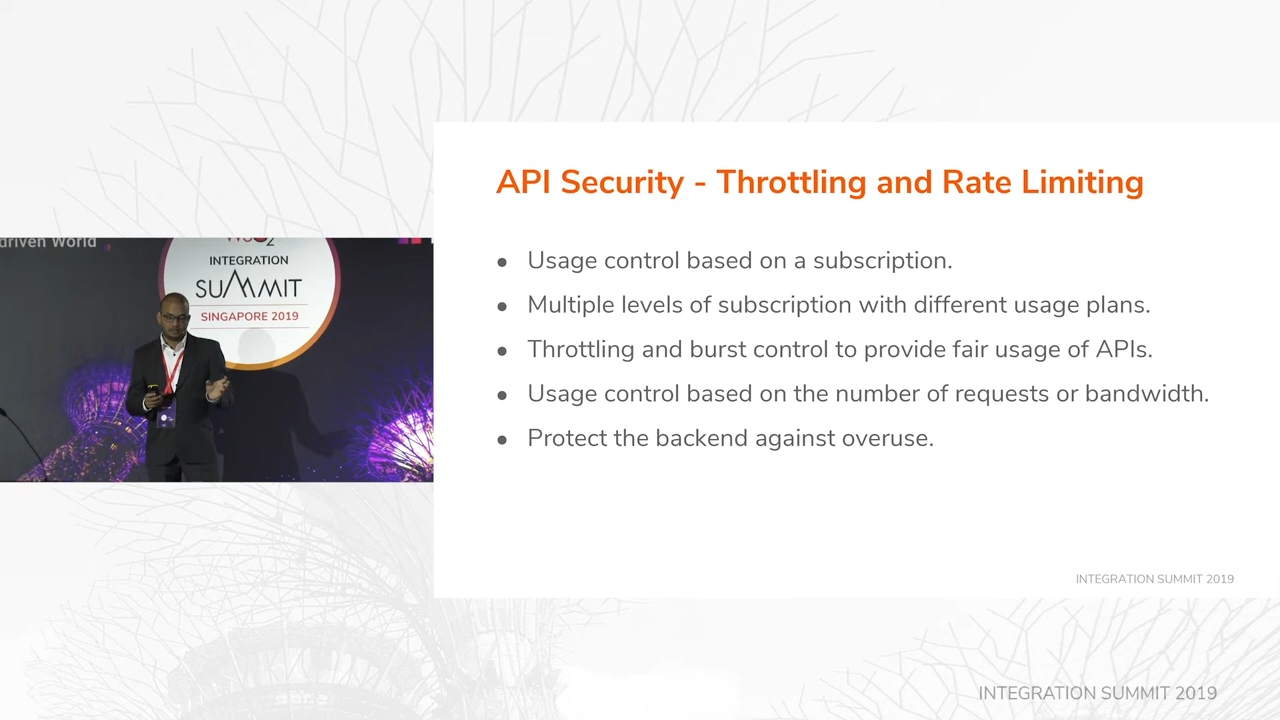 API Security - Throttling and Rate Limiting
● Usage control based on a subscription.
● Multiple levels of subscription with different usage plans.
● Throttling and burst control to provide fair usage of APIs.
● Usage control based on the number of requests or bandwidth.
● Protect the backend against overuse.
INTEGRATION SUMMIT 2019
driven World
WSO2
INTEGRATION
SUMMIT
SINGAPORE 2019
INTEGRATION SUMMIT 2019